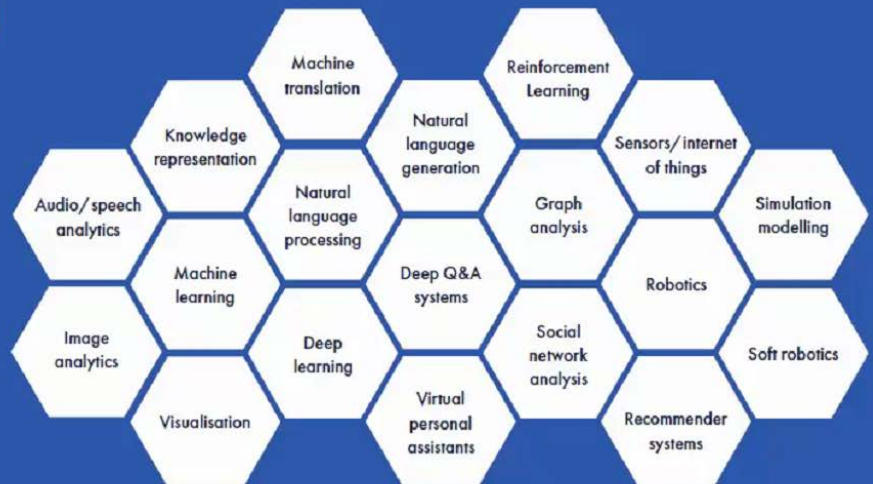 Machine
translation
Reinforcement
Learning
Knowledge
representation
Natural
language
generation
Sensors/internet
of things
Audio/speech
analytics
Natural
language
processing
Graph
analysis
Simulation
modelling
Machine
learning
Deep Q&A
systems
Robotics
Image
analytics
Deep
learning
Social
network
analysis
Soft robotics
Visualisation
Virtual
personal
assistants
Recommender
systems